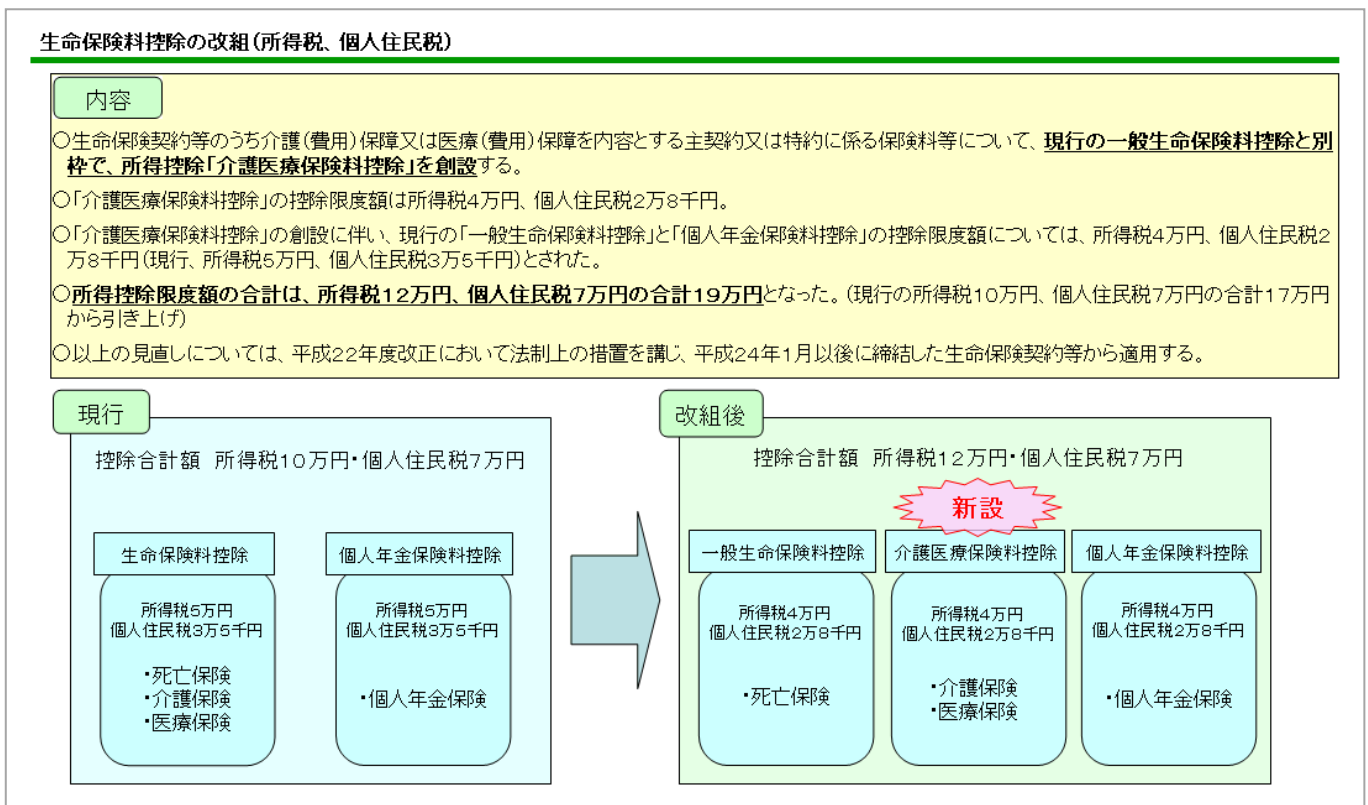 生命保険料控除の改組(所得税、個人住民税)
内容
○生命保険契約等のうち介護(費用)保障又は医療(費用)保障を内容とする主契約又は特約に係る保険料等について、現行の一般生命保険料控除と別
枠で、所得控除「介護医療保険料控除」を創設する。
○「介護医療保険料控除」の控除限度額は所得税4万円、個人住民税2万8千円。
○「介護医療保険料控除」の創設に伴い、現行の「一般生命保険料控除」と「個人年金保険料控除」の控除限度額については、所得税4万円、個人住民税2
万8千円(現行、所得税5万円、個人住民税3万5千円)とされた。
○所得控除限度額の合計は、所得税12万円、個人住民税7万円の合計19万円となった。(現行の所得税10万円、個人住民税7万円の合計17万円
から引き上げ)
○以上の見直しについては、平成22年度改正において法制上の措置を講じ、平成24年1月以後に締結した生命保険契約等から適用する。
現行
控除合計額 所得税10万円・個人住民税7万円
生命保険料控除
所得税5万円
個人住民税3万5千円
・死亡保険
・介護保険
・医療保険
個人年金保険料控除
所得税5万円
個人住民税3万5千円
・個人年金保険
改組後
控除合計額 所得税12万円・個人住民税7万円
新設
一般生命保険料控除
所得税4万円
個人住民税2万8千円
・死亡保険
介護医療保険料控除
所得税4万円
個人住民税2万8千円
・介護保険
・医療保険
個人年金保険料控除
所得税4万円
個人住民税2万8千円
・個人年金保険